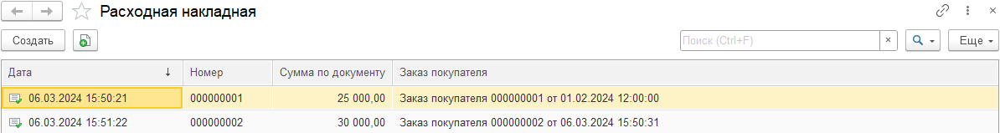 Расходная накладная
Создать Поиск (Ctrl+F) × Еще
Дата ↓ Номер Сумма по документу Заказ покупателя
06.03.2024 15:50:21 000000001 25 000,00 Заказ покупателя 000000001 от 01.02.2024 12:00:00
06.03.2024 15:51:22 000000002 30 000,00 Заказ покупателя 000000002 от 06.03.2024 15:50:31